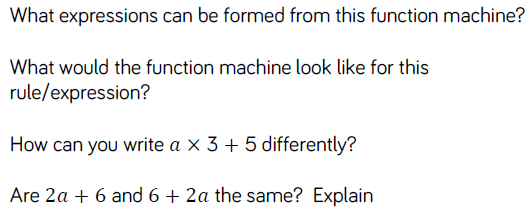 What expressions can be formed from this function machine?
What would the function machine look like for this
rule/expression?
How can you write a × 3 + 5 differently?
Are 2a + 6 and 6 + 2a the same? Explain